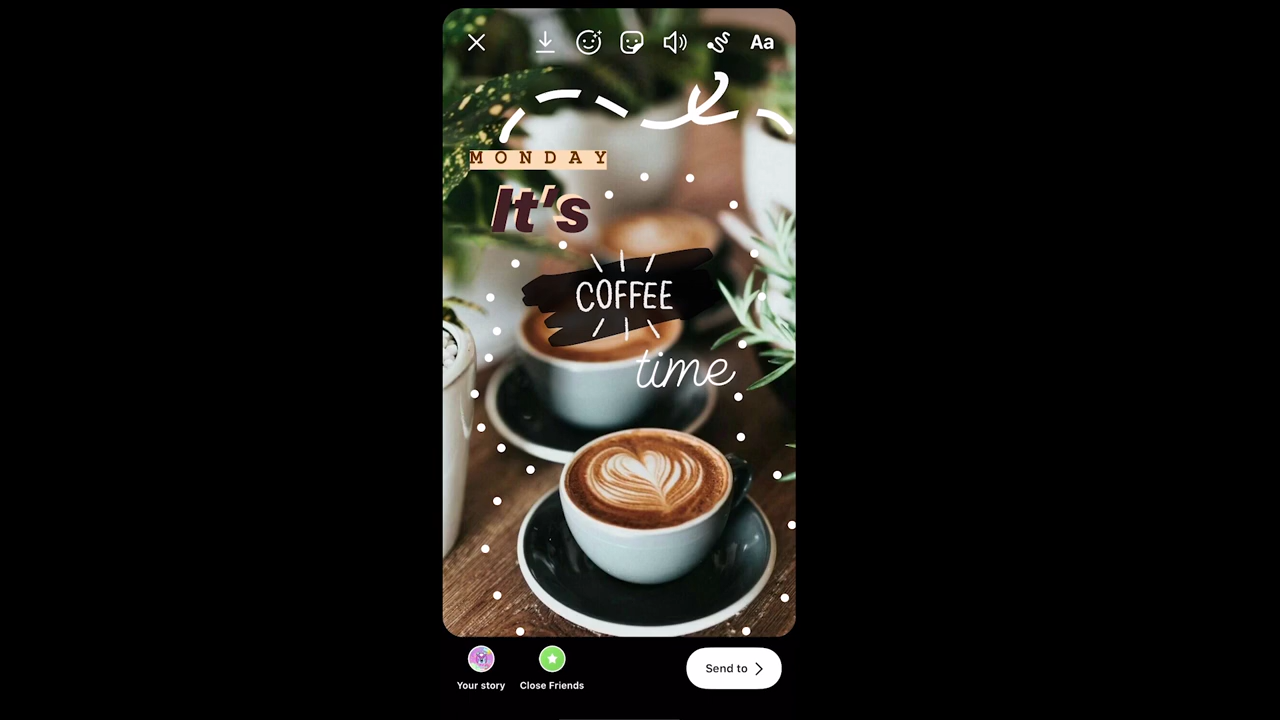 Aa
MONDAY
It's
COFFEE
time
Your story
Close Friends
Send to